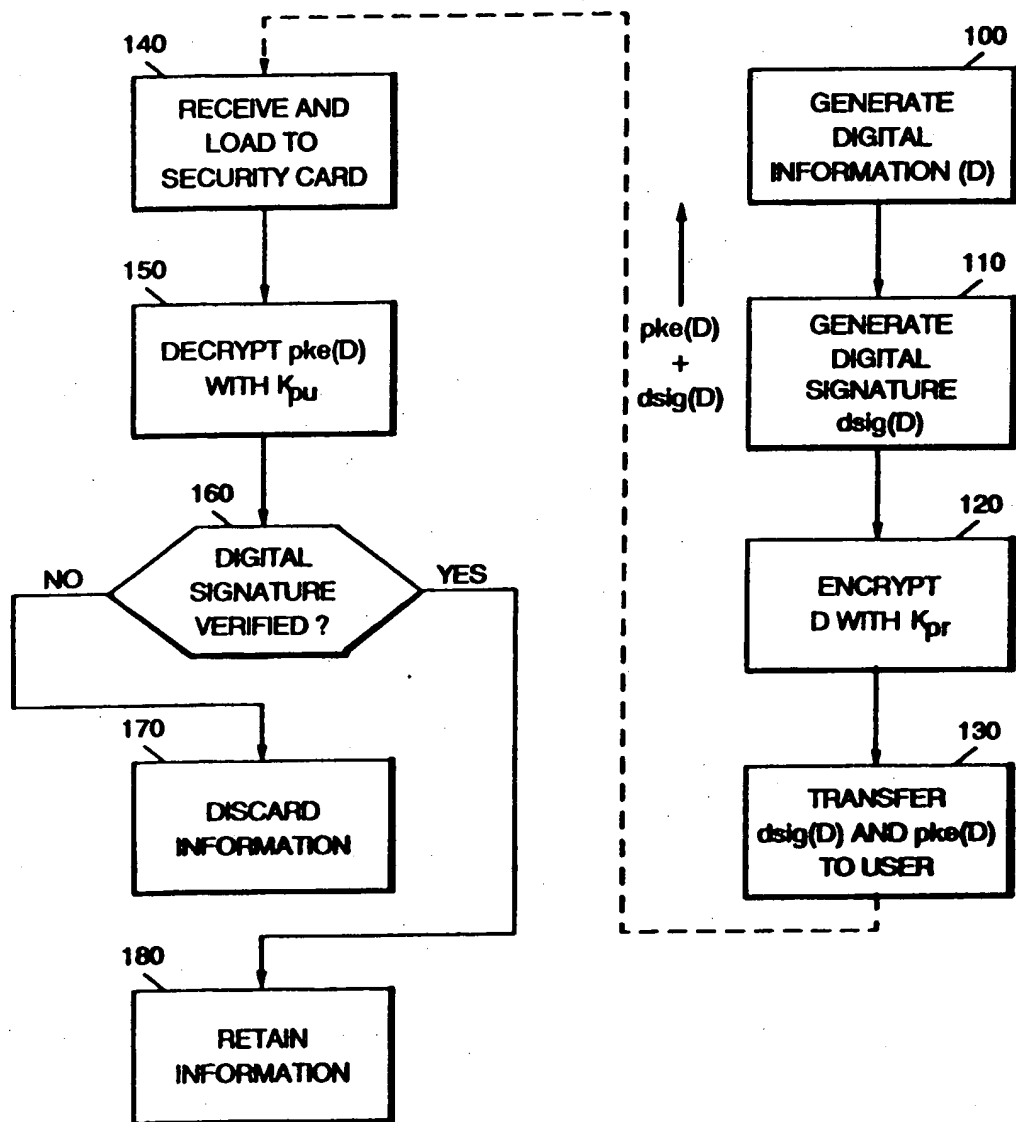 140
RECEIVE AND
LOAD TO
SECURITY CARD
150
DECRYPT pke(D)
WITH Kpu
160
DIGITAL
SIGNATURE
VERIFIED ?
NO
YES
170
DISCARD
INFORMATION
180
RETAIN
INFORMATION
pke(D)
+
dsig(D)
100
GENERATE
DIGITAL
INFORMATION (D)
110
GENERATE
DIGITAL
SIGNATURE
dsig(D)
120
ENCRYPT
D WITH Kpr
130
TRANSFER
dsig(D) AND pke(D)
TO USER